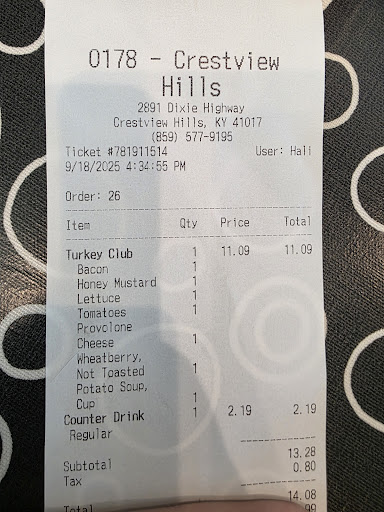 0178 - Crestview
Hills
2891 Dixie Highway
Crestview Hills, KY 41017
(859) 577-9195
Ticket #781911514 User: Hali
9/18/2025 4:34:55 PM
Order: 26
Item Qty Price Total
Turkey Club 1 11.09 11.09
Bacon 1
Honey Mustard 1
Lettuce 1
Tomatoes 1
Provolone
Cheese 1
Wheatberry,
Not Toasted 1
Potato Soup,
Cup 1
Counter Drink 1 2.19 2.19
Regular
Subtotal 13.28
Tax 0.80
Total 14.08